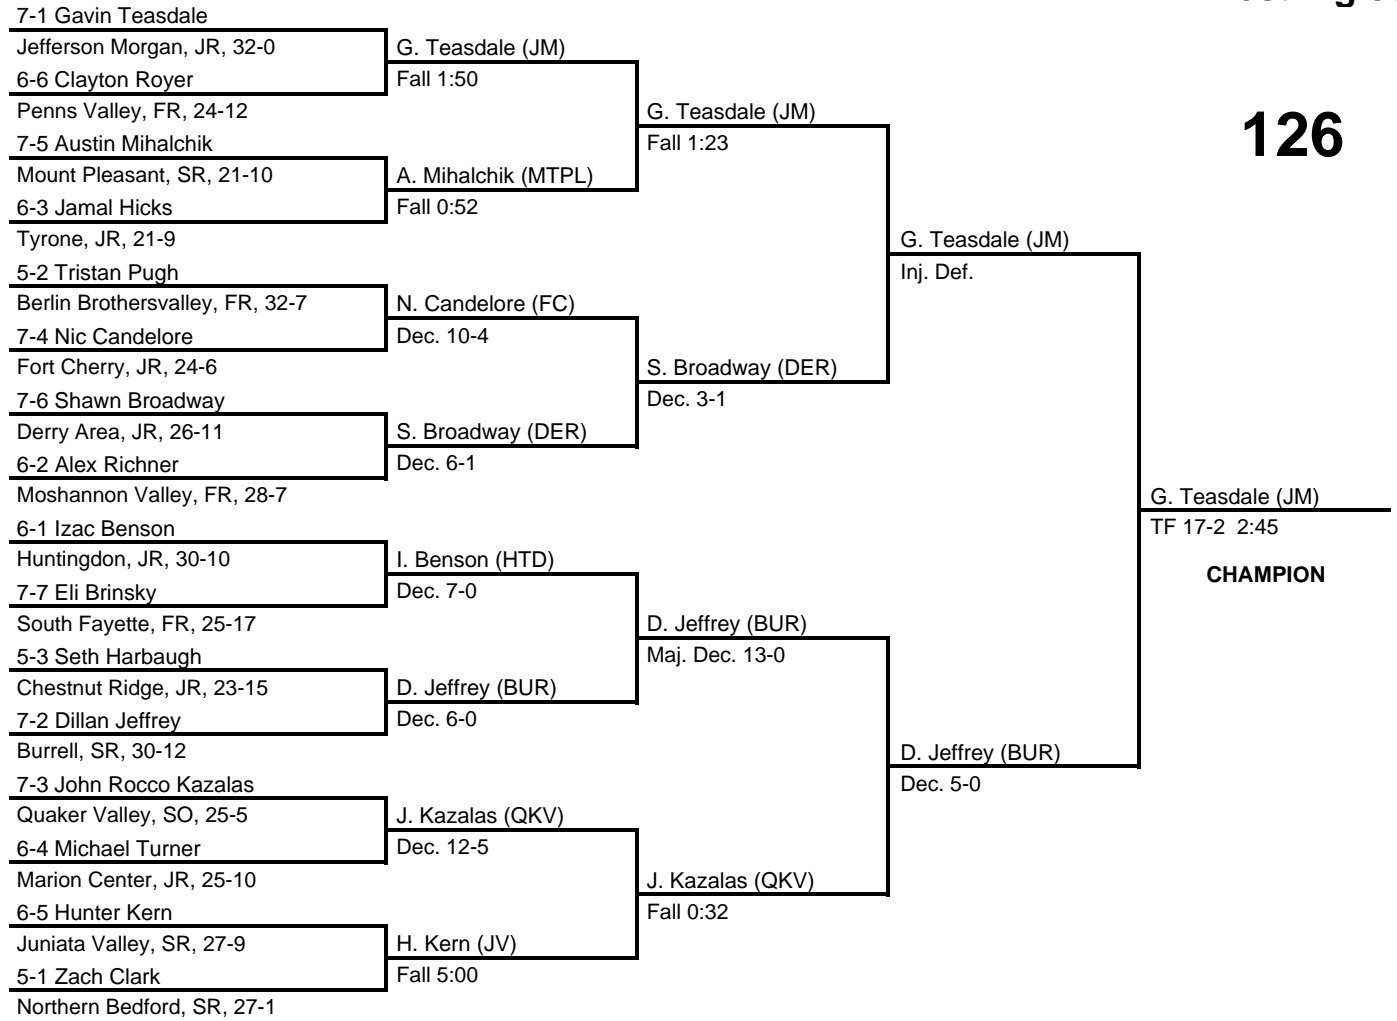 7-1 Gavin Teasdale
Jefferson Morgan, JR, 32-0
6-6 Clayton Royer
Penns Valley, FR, 24-12
7-5 Austin Mihalchik
Mount Pleasant, SR, 21-10
6-3 Jamal Hicks
Tyrone, JR, 21-9
5-2 Tristan Pugh
Berlin Brothersvalley, FR, 32-7
7-4 Nic Candelore
Fort Cherry, JR, 24-6
7-6 Shawn Broadway
Derry Area, JR, 26-11
6-2 Alex Richner
Moshannon Valley, FR, 28-7
6-1 Izac Benson
Huntingdon, JR, 30-10
7-7 Eli Brinsky
South Fayette, FR, 25-17
5-3 Seth Harbaugh
Chestnut Ridge, JR, 23-15
7-2 Dillan Jeffrey
Burrell, SR, 30-12
7-3 John Rocco Kazalas
Quaker Valley, SO, 25-5
6-4 Michael Turner
Marion Center, JR, 25-10
6-5 Hunter Kern
Juniata Valley, SR, 27-9
5-1 Zach Clark
Northern Bedford, SR, 27-1
G. Teasdale (JM)
Fall 1:50
A. Mihalchik (MTPL)
Fall 0:52
N. Candelore (FC)
Dec. 10-4
S. Broadway (DER)
Dec. 6-1
I. Benson (HTD)
Dec. 7-0
D. Jeffrey (BUR)
Dec. 6-0
J. Kazalas (QKV)
Dec. 12-5
H. Kern (JV)
Fall 5:00
G. Teasdale (JM)
Fall 1:23
S. Broadway (DER)
Dec. 3-1
D. Jeffrey (BUR)
Maj. Dec. 13-0
J. Kazalas (QKV)
Fall 0:32
G. Teasdale (JM)
Inj. Def.
D. Jeffrey (BUR)
Dec. 5-0
126
G. Teasdale (JM)
TF 17-2 2:45
CHAMPION